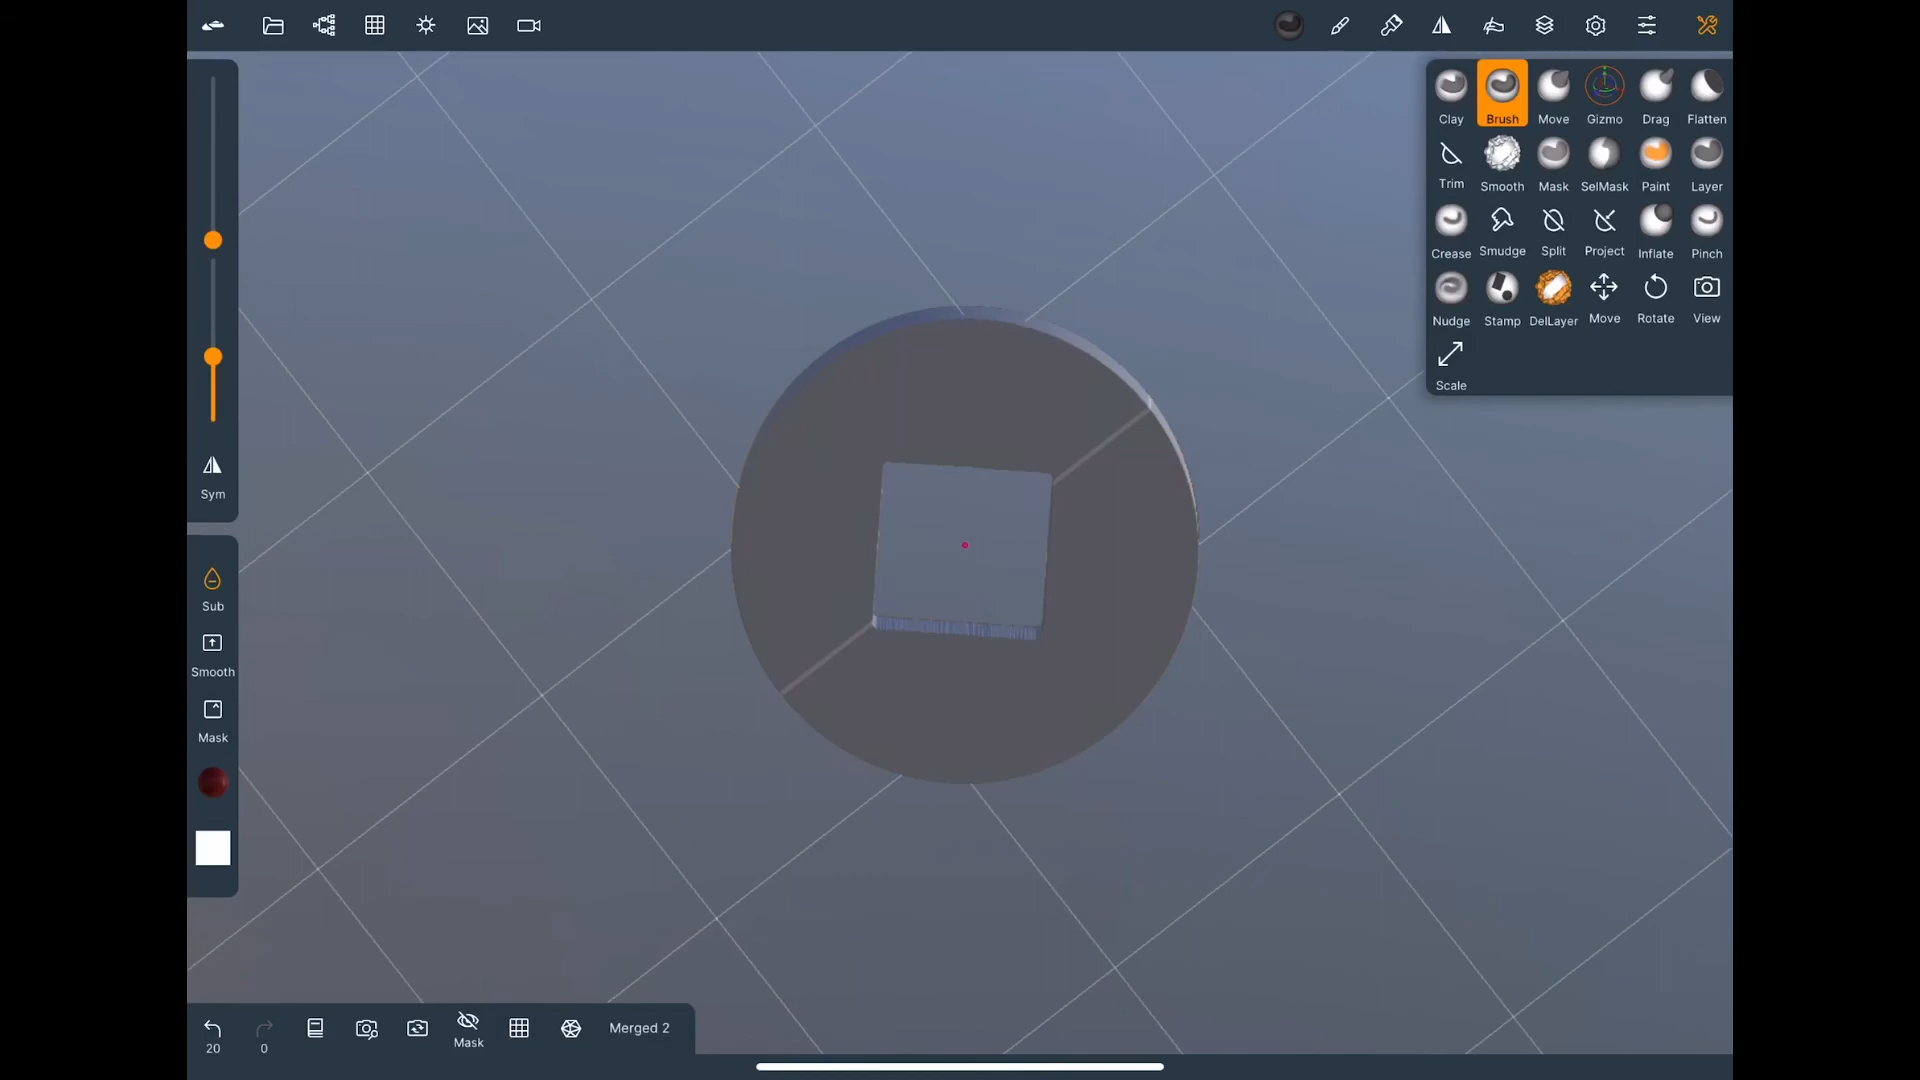 Clay Brush Move Gizmo Drag Flatten
Trim Smooth Mask SelMask Paint Layer
Crease Smudge Split Project Inflate Pinch
Nudge Stamp DelLayer Move Rotate View
Scale
Sym
Sub
Smooth
Mask
20 0 Mask Merged 2